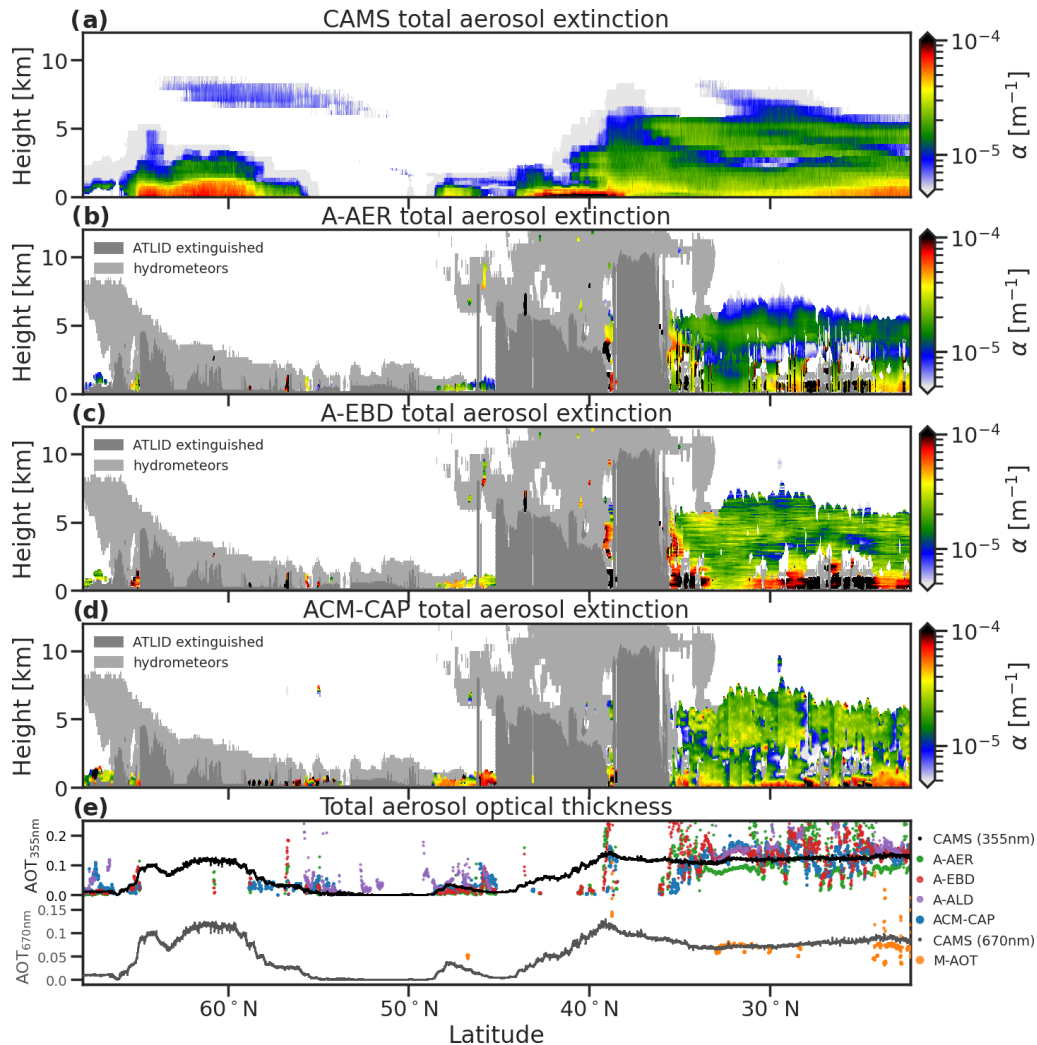 (a) CAMS total aerosol extinction
Height [km]
10
5
0
10⁻⁴
10⁻⁵
α [m⁻¹]
(b) A-AER total aerosol extinction
ATLID extinguished
hydrometeors
Height [km]
10
5
0
10⁻⁴
10⁻⁵
α [m⁻¹]
(c) A-EBD total aerosol extinction
ATLID extinguished
hydrometeors
Height [km]
10
5
0
10⁻⁴
10⁻⁵
α [m⁻¹]
(d) ACM-CAP total aerosol extinction
ATLID extinguished
hydrometeors
Height [km]
10
5
0
10⁻⁴
10⁻⁵
α [m⁻¹]
(e) Total aerosol optical thickness
AOT355nm
0.2
0.1
0.0
AOT670nm
0.15
0.1
0.05
0.0
CAMS (355nm)
A-AER
A-EBD
A-ALD
ACM-CAP
CAMS (670nm)
M-AOT
60°N 50°N 40°N 30°N
Latitude